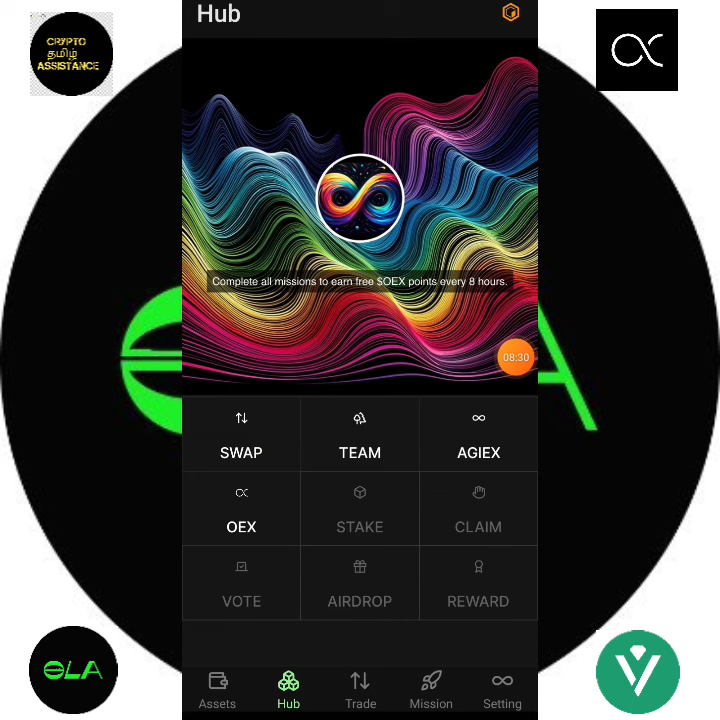 CRYPTO
தமிழ்
ASSISTANCE
Hub
Complete all missions to earn free $OEX points every 8 hours.
08:30
SWAP
TEAM
AGIEX
OEX
STAKE
CLAIM
VOTE
AIRDROP
REWARD
Assets
Hub
Trade
Mission
Setting
OLA